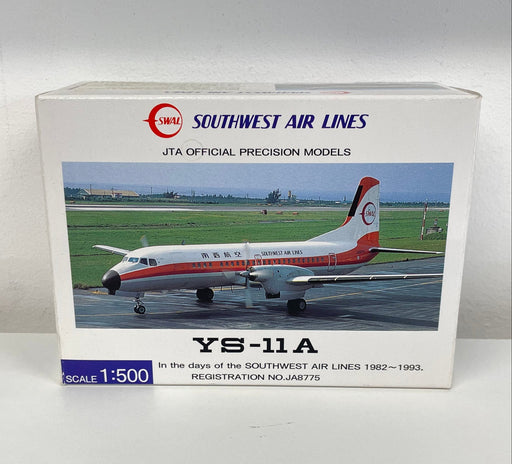 SWAL SOUTHWEST AIR LINES
JTA OFFICIAL PRECISION MODELS
SWAL
南西航空 SOUTHWEST AIR LINES
YS-11A
SCALE 1:500
In the days of the SOUTHWEST AIR LINES 1982～1993.
REGISTRATION NO.JA8775